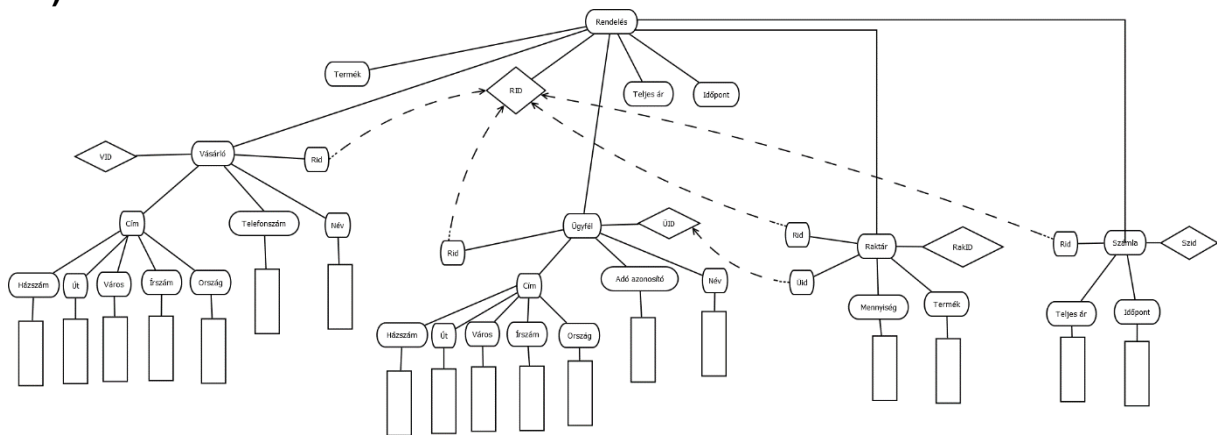 Rendelés
Termék
RID
Teljes ár
Időpont
VID
Vásárló
Rid
Cím
Telefonszám
Név
Házszám
Út
Város
Írszám
Ország
Rid
Ügyfél
ÜID
Cím
Adó azonosító
Név
Házszám
Út
Város
Írszám
Ország
Rid
Üid
Raktár
RakID
Mennyiség
Termék
Rid
Számla
Szid
Teljes ár
Időpont